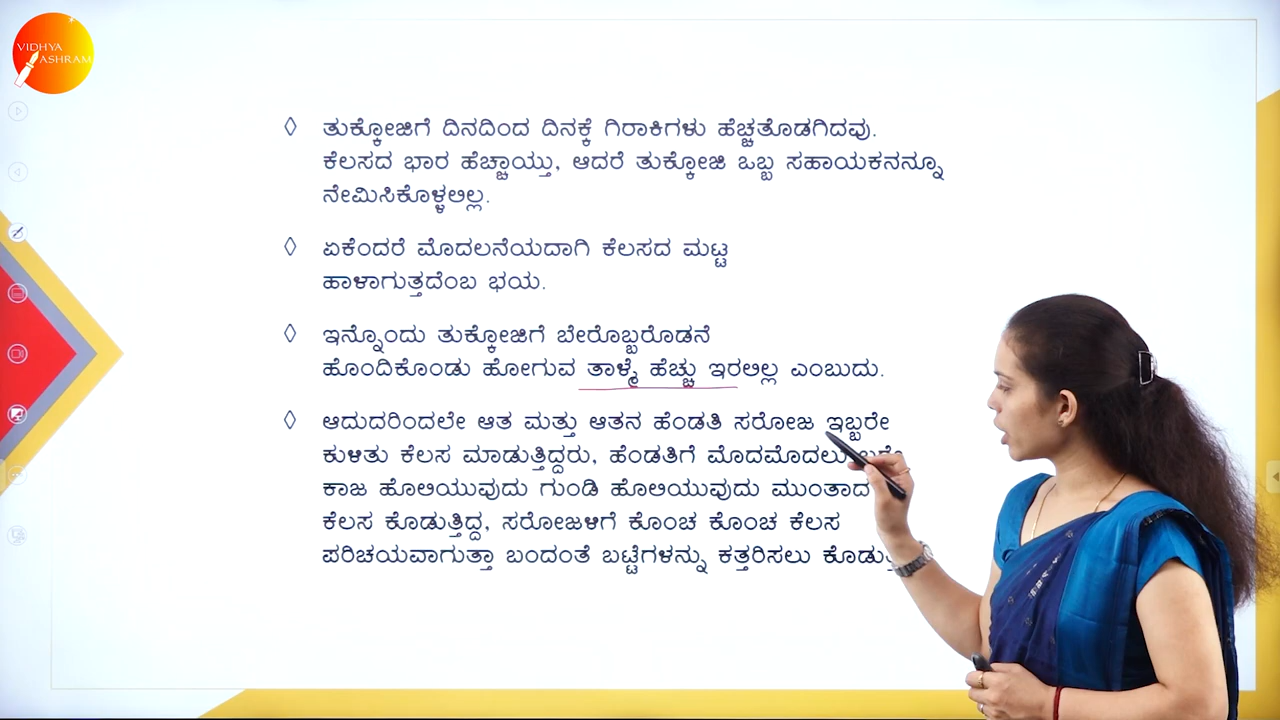 VIDHYA
ASHRAM
ತುಕ್ಕೋಜಿಗೆ ದಿನದಿಂದ ದಿನಕ್ಕೆ ಗಿರಾಕಿಗಳು ಹೆಚ್ಚತೊಡಗಿದವು.
ಕೆಲಸದ ಭಾರ ಹೆಚ್ಚಾಯ್ತು, ಆದರೆ ತುಕ್ಕೋಜಿ ಒಬ್ಬ ಸಹಾಯಕನನ್ನೂ
ನೇಮಿಸಿಕೊಳ್ಳಲಿಲ್ಲ.
ಏಕೆಂದರೆ ಮೊದಲನೆಯದಾಗಿ ಕೆಲಸದ ಮಟ್ಟ
ಹಾಳಾಗುತ್ತದೆಂಬ ಭಯ.
ಇನ್ನೊಂದು ತುಕ್ಕೋಜಿಗೆ ಬೇರೊಬ್ಬರೊಡನೆ
ಹೊಂದಿಕೊಂಡು ಹೋಗುವ ತಾಳ್ಮೆ ಹೆಚ್ಚು ಇರಲಿಲ್ಲ ಎಂಬುದು.
ಆದುದರಿಂದಲೇ ಆತ ಮತ್ತು ಆತನ ಹೆಂಡತಿ ಸರೋಜ ಇಬ್ಬರೇ
ಕುಳಿತು ಕೆಲಸ ಮಾಡುತ್ತಿದ್ದರು, ಹೆಂಡತಿಗೆ ಮೊದಮೊದಲು
ಕಾಜ ಹೊಲಿಯುವುದು ಗುಂಡಿ ಹೊಲಿಯುವುದು ಮುಂತಾದ
ಕೆಲಸ ಕೊಡುತ್ತಿದ್ದ, ಸರೋಜಳಿಗೆ ಕೊಂಚ ಕೊಂಚ ಕೆಲಸ
ಪರಿಚಯವಾಗುತ್ತಾ ಬಂದಂತೆ ಬಟ್ಟೆಗಳನ್ನು ಕತ್ತರಿಸಲು